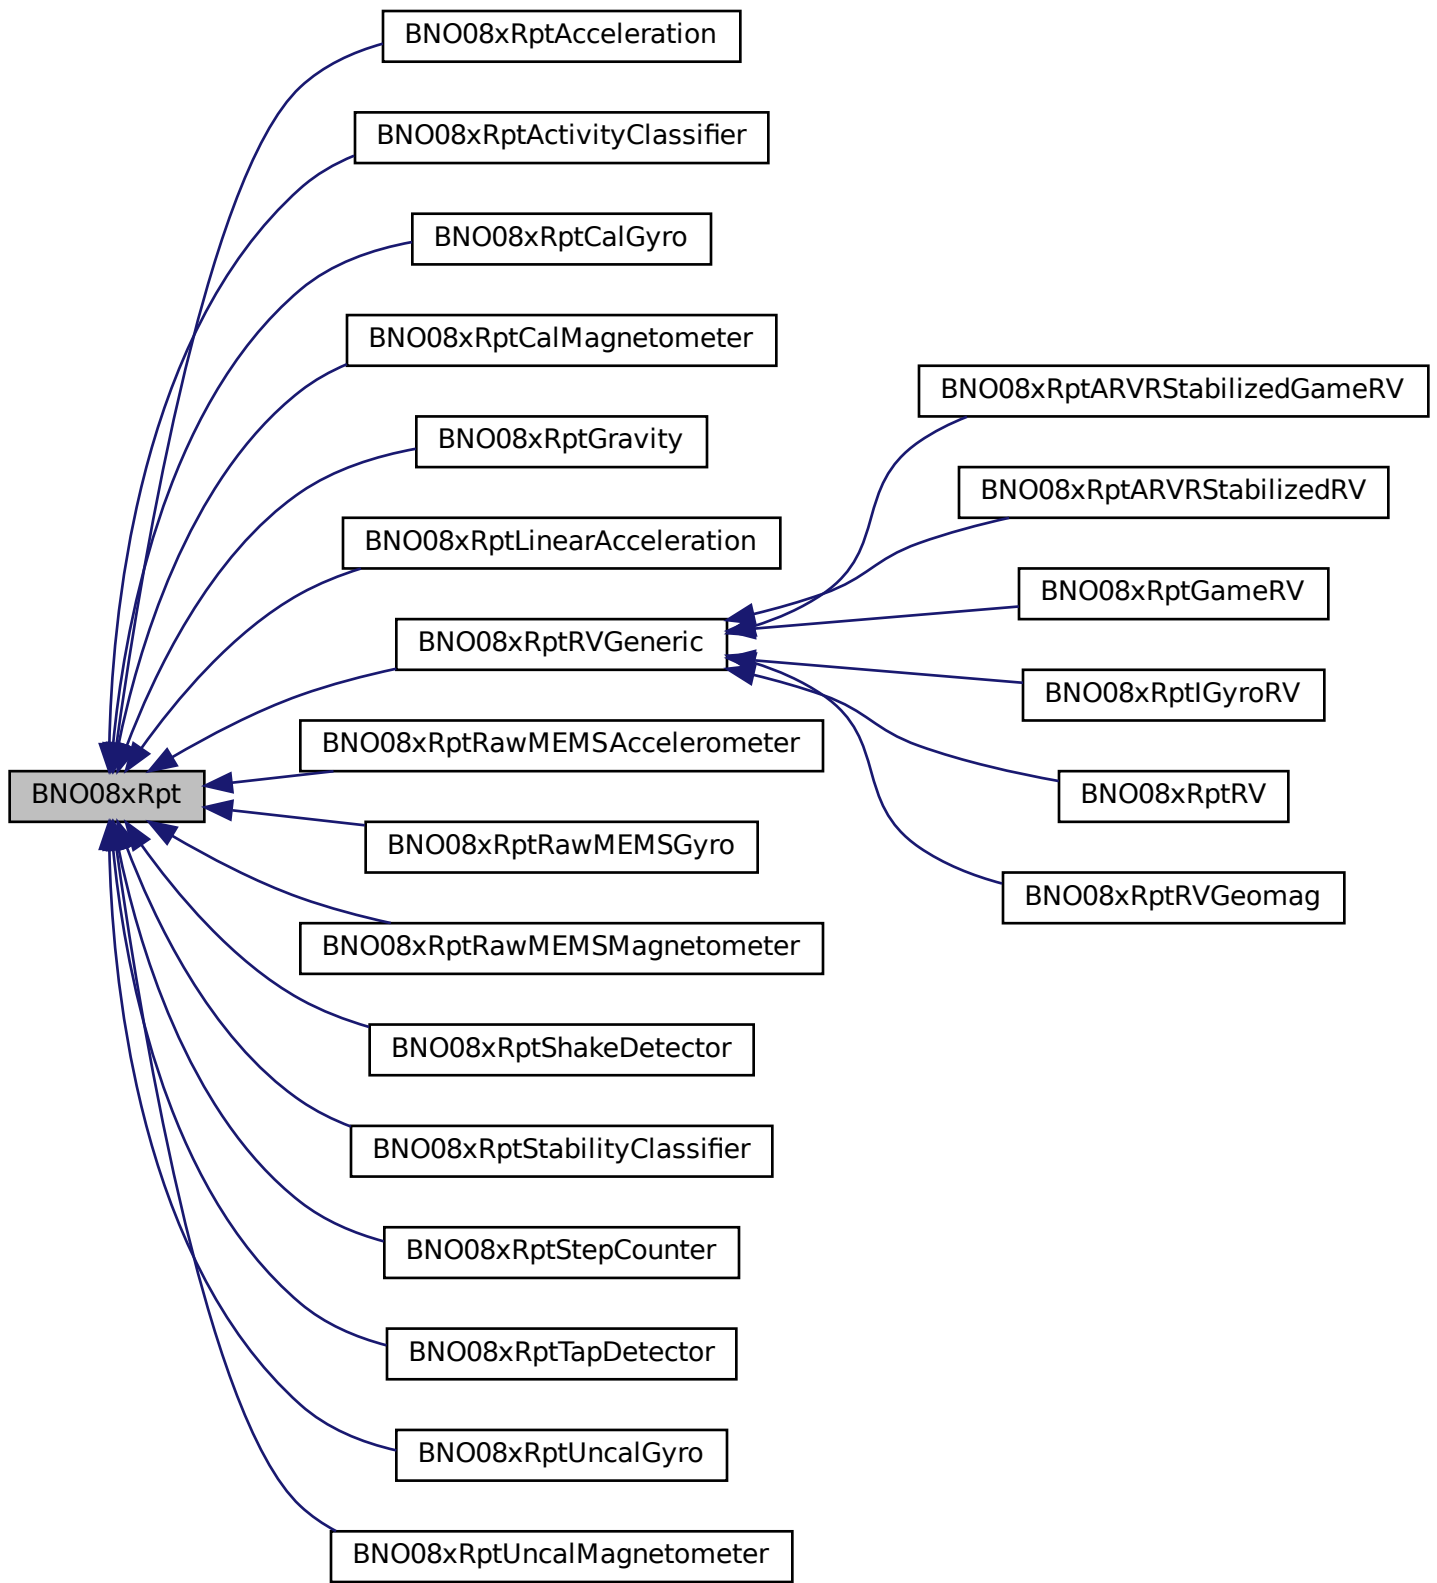 BNO08xRptAcceleration
BNO08xRptActivityClassifier
BNO08xRptCalGyro
BNO08xRptCalMagnetometer
BNO08xRptARVRStabilizedGameRV
BNO08xRptGravity
BNO08xRptARVRStabilizedRV
BNO08xRptLinearAcceleration
BNO08xRptGameRV
BNO08xRptRVGeneric
BNO08xRptIGyroRV
BNO08xRptRawMEMSAccelerometer
BNO08xRpt
BNO08xRptRV
BNO08xRptRawMEMSGyro
BNO08xRptRVGeomag
BNO08xRptRawMEMSMagnetometer
BNO08xRptShakeDetector
BNO08xRptStabilityClassifier
BNO08xRptStepCounter
BNO08xRptTapDetector
BNO08xRptUncalGyro
BNO08xRptUncalMagnetometer